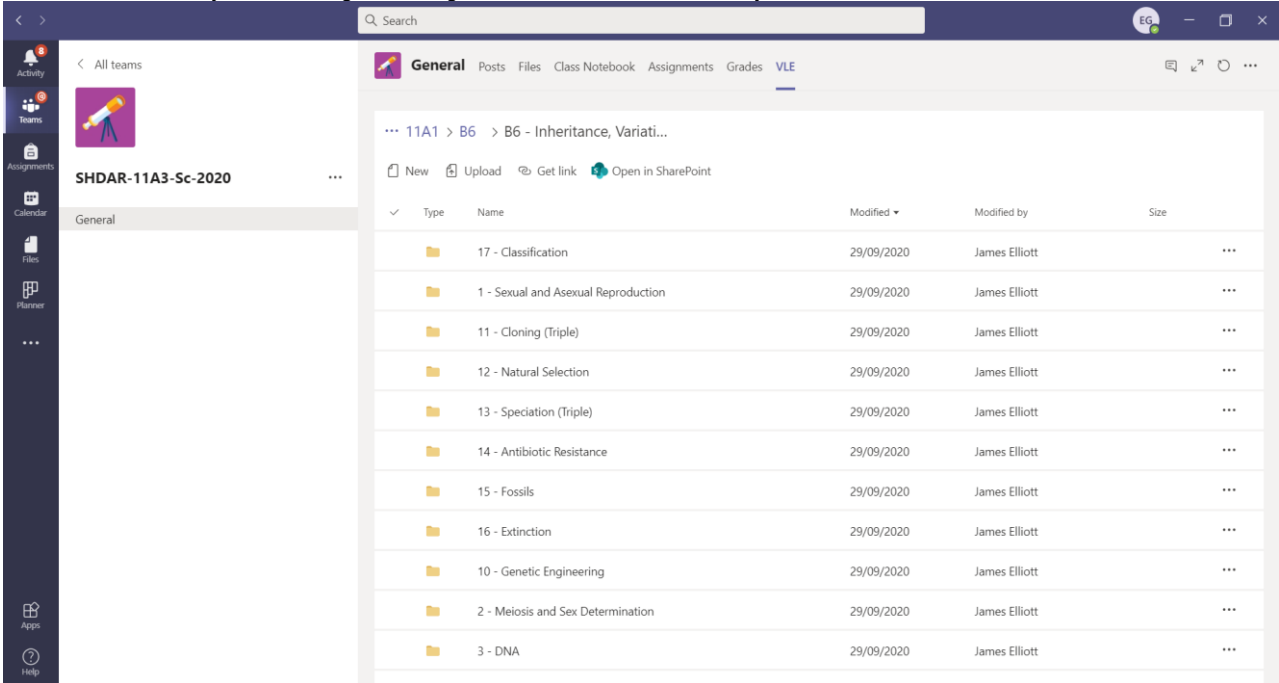 Search
EG
8
Activity
Teams
Assignments
Calendar
Files
Planner
Apps
Help
All teams
SHDAR-11A3-Sc-2020
General
General Posts Files Class Notebook Assignments Grades VLE
11A1 > B6 > B6 - Inheritance, Variati...
New Upload Get link Open in SharePoint
Type Name Modified Modified by Size
17 - Classification 29/09/2020 James Elliott
1 - Sexual and Asexual Reproduction 29/09/2020 James Elliott
11 - Cloning (Triple) 29/09/2020 James Elliott
12 - Natural Selection 29/09/2020 James Elliott
13 - Speciation (Triple) 29/09/2020 James Elliott
14 - Antibiotic Resistance 29/09/2020 James Elliott
15 - Fossils 29/09/2020 James Elliott
16 - Extinction 29/09/2020 James Elliott
10 - Genetic Engineering 29/09/2020 James Elliott
2 - Meiosis and Sex Determination 29/09/2020 James Elliott
3 - DNA 29/09/2020 James Elliott